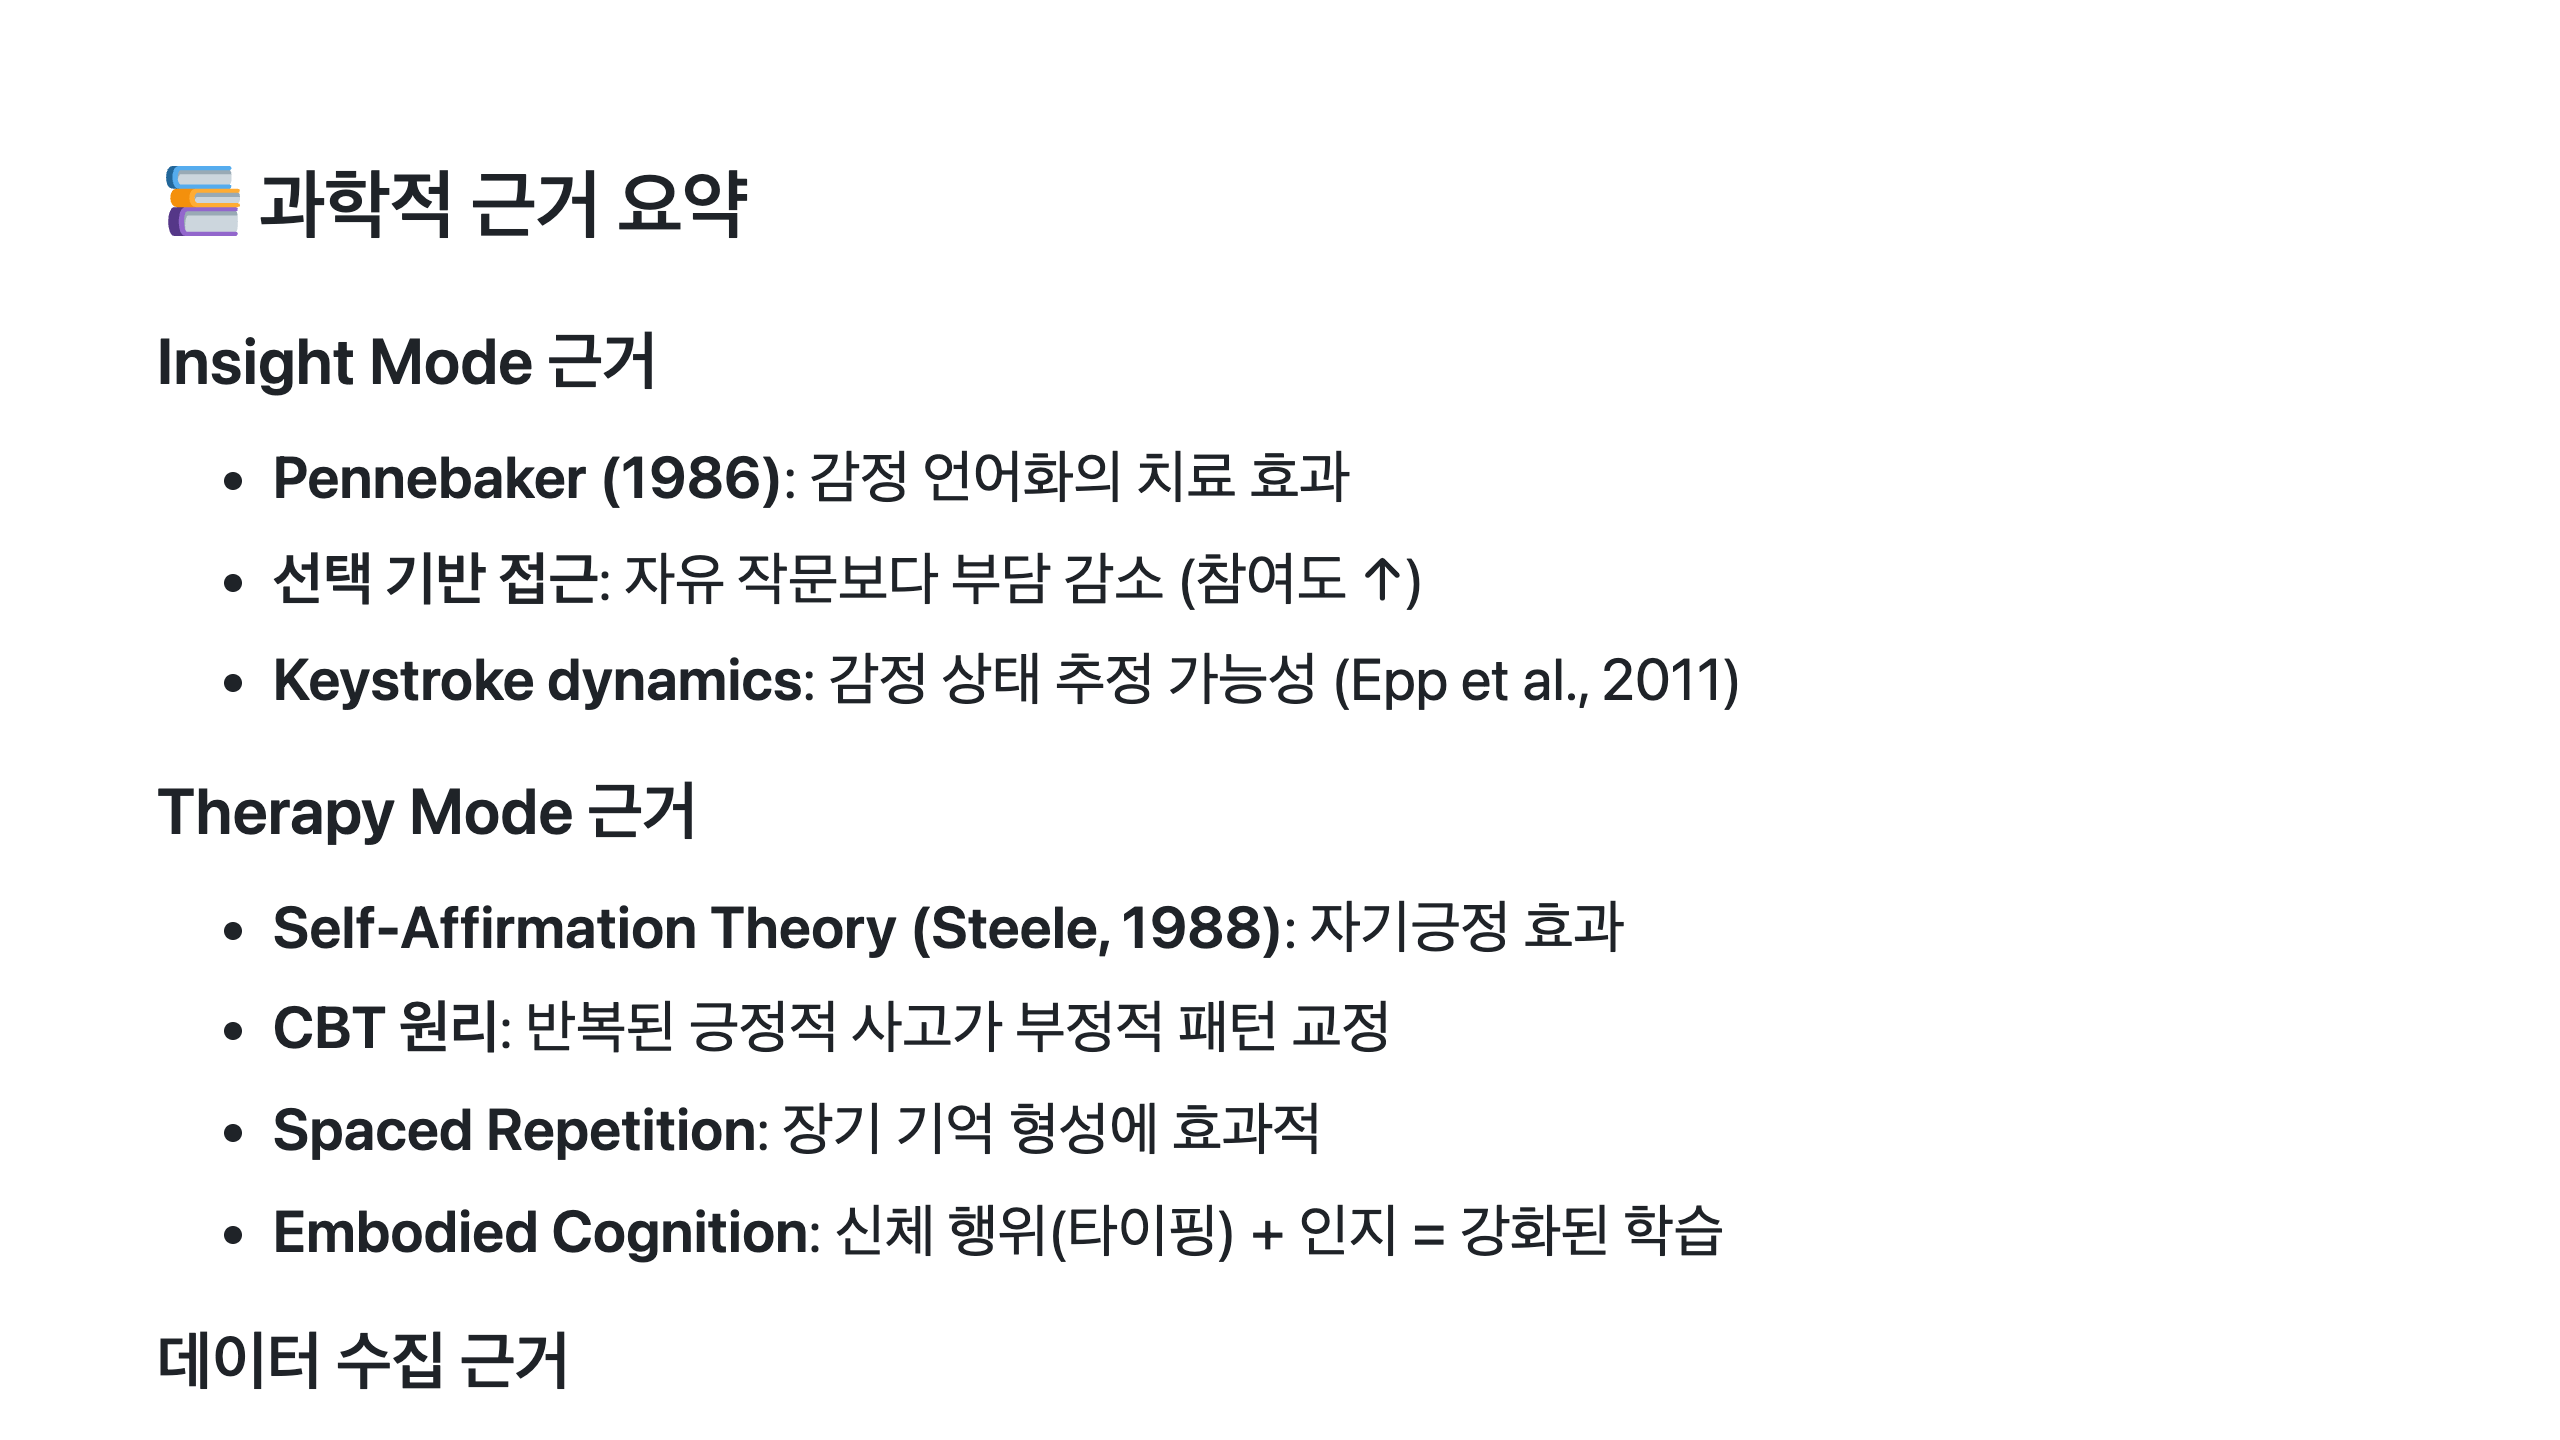 📚 과학적 근거 요약
Insight Mode 근거
• Pennebaker (1986): 감정 언어화의 치료 효과
• 선택 기반 접근: 자유 작문보다 부담 감소 (참여도 ↑)
• Keystroke dynamics: 감정 상태 추정 가능성 (Epp et al., 2011)
Therapy Mode 근거
• Self-Affirmation Theory (Steele, 1988): 자기긍정 효과
• CBT 원리: 반복된 긍정적 사고가 부정적 패턴 교정
• Spaced Repetition: 장기 기억 형성에 효과적
• Embodied Cognition: 신체 행위(타이핑) + 인지 = 강화된 학습
데이터 수집 근거